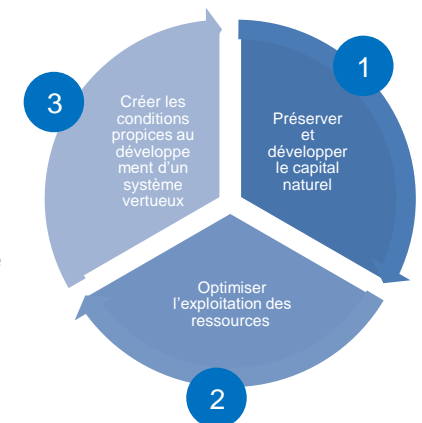 1
Préserver
et
développer
le capital
naturel
2
Optimiser
l'exploitation des
ressources
3
Créer les
conditions
propices au
développe
ment d'un
système
vertueux